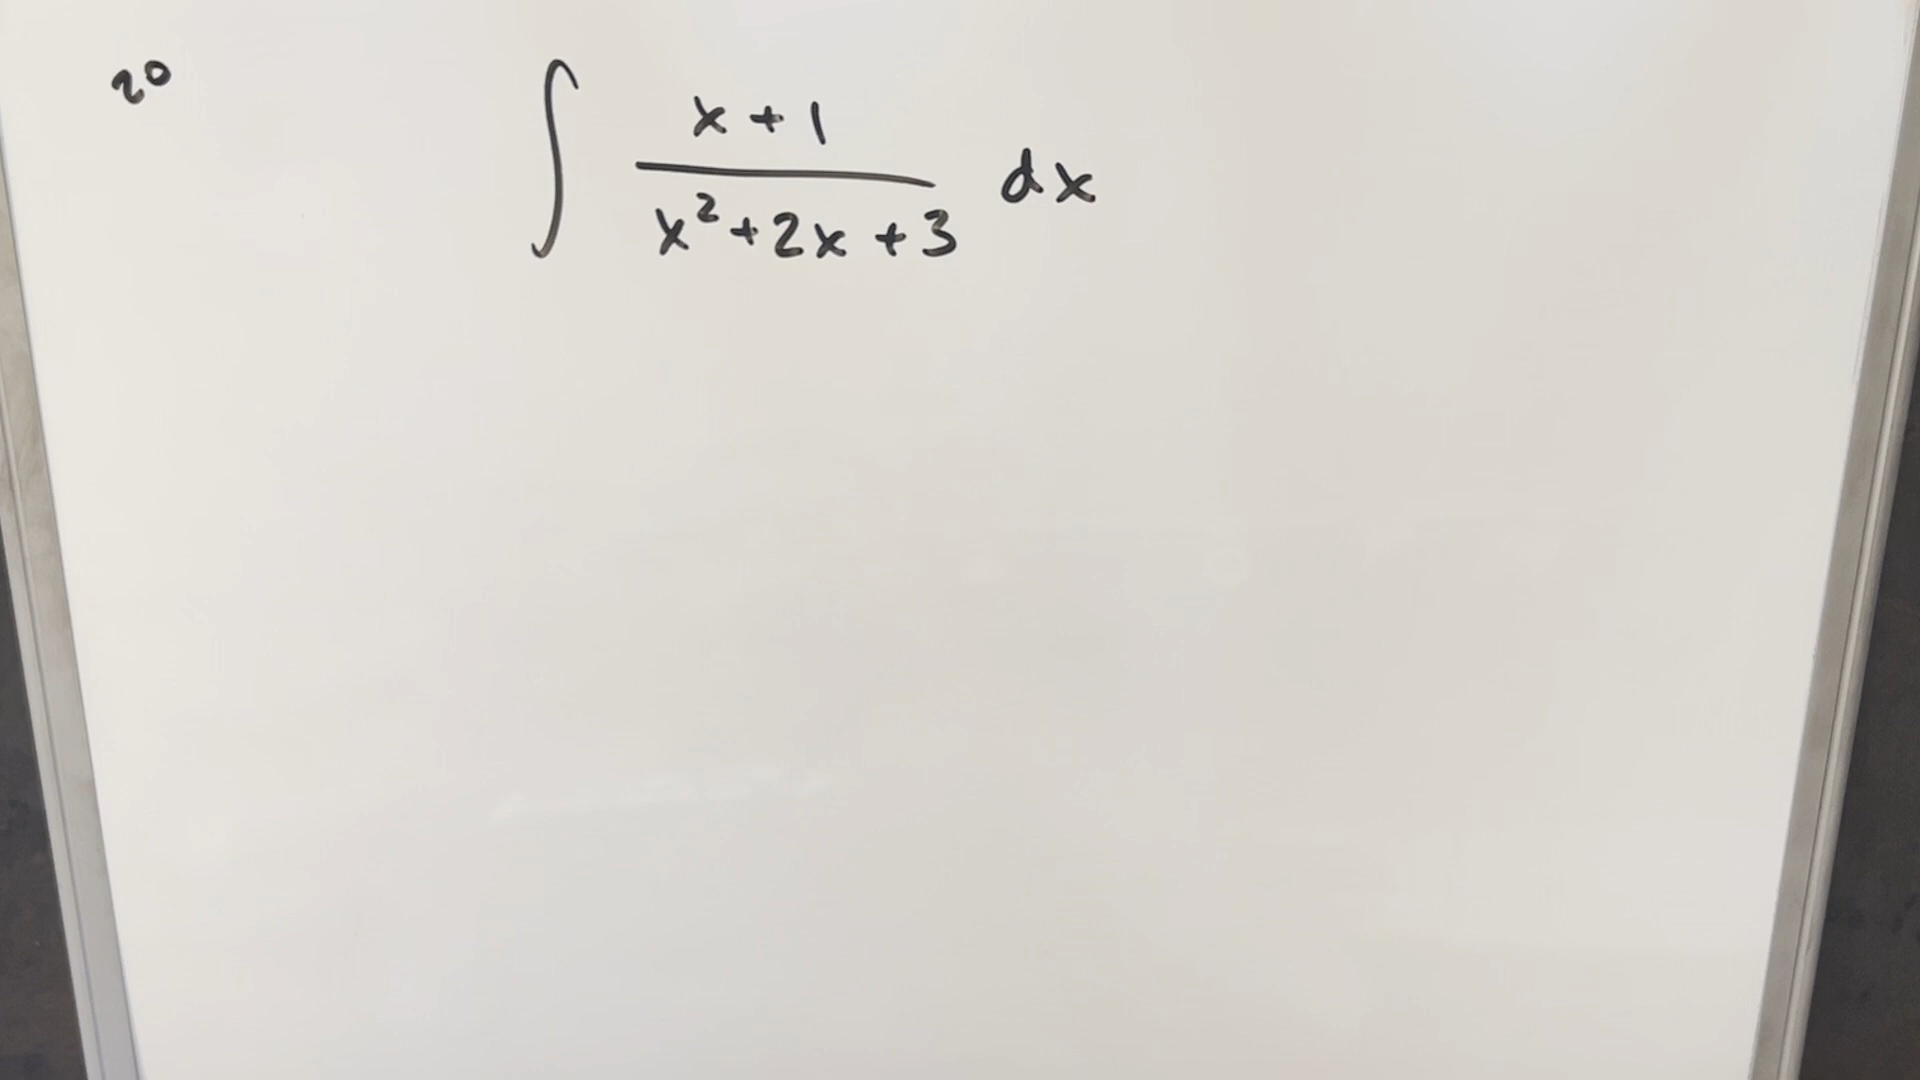 20
∫ x + 1 / x² + 2x + 3 dx